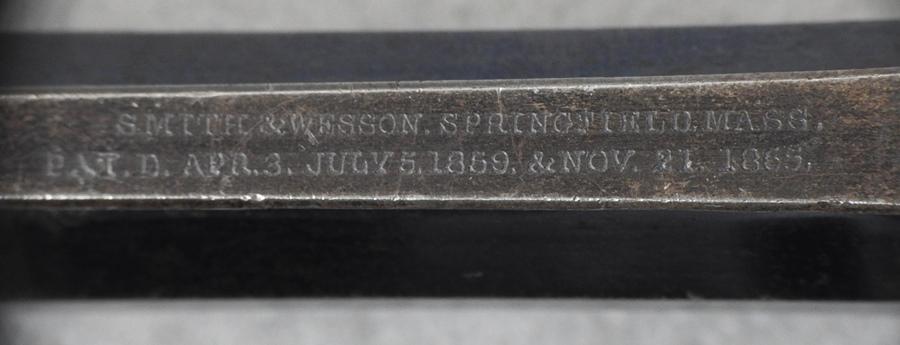 SMITH & WESSON. SPRINGFIELD. MASS.
PAT. D. APR. 3. JULY 5. 1859. & NOV. 21. 1865.